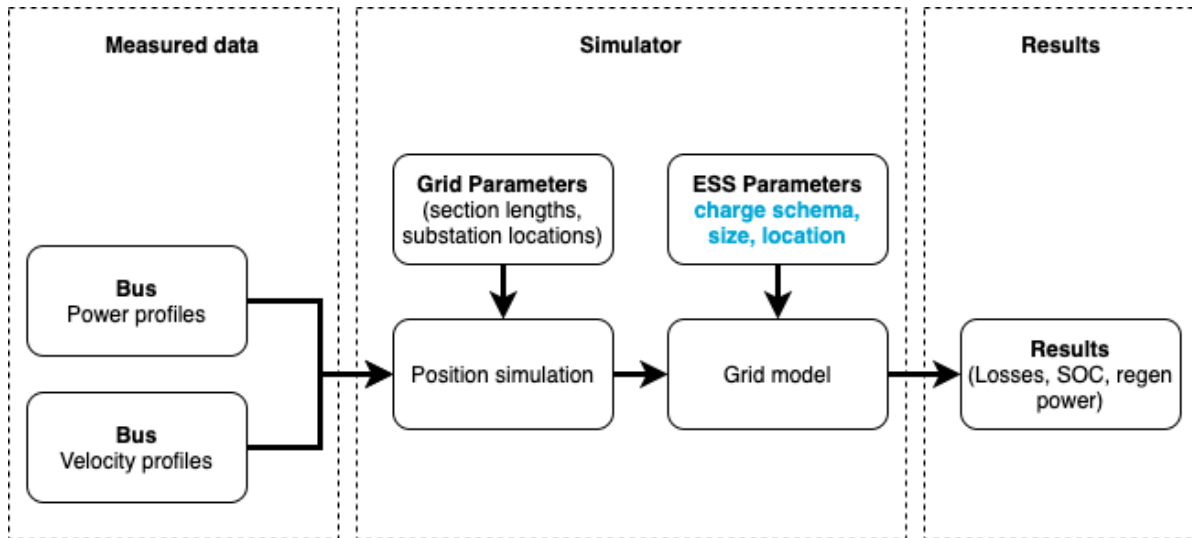 Measured data
Simulator
Results
Grid Parameters
(section lengths,
substation locations)
ESS Parameters
charge schema,
size, location
Bus
Power profiles
Position simulation
Grid model
Results
(Losses, SOC, regen
power)
Bus
Velocity profiles